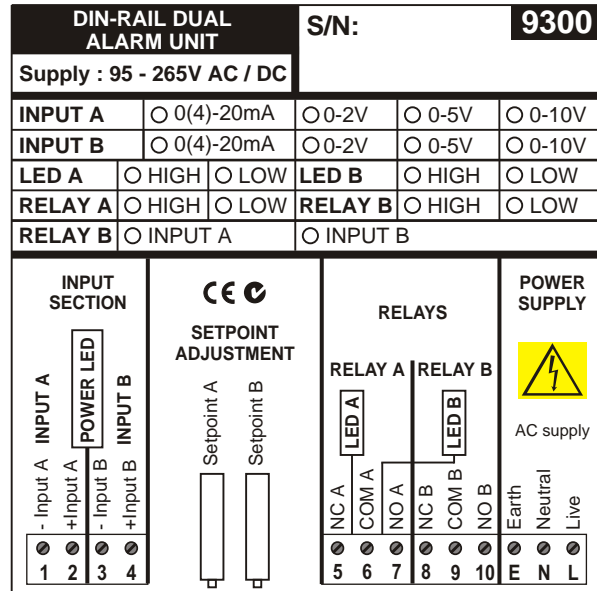 DIN-RAIL DUAL
ALARM UNIT
S/N:
9300
Supply : 95 - 265V AC / DC
INPUT A 0(4)-20mA 0-2V 0-5V 0-10V
INPUT B 0(4)-20mA 0-2V 0-5V 0-10V
LED A HIGH LOW LED B HIGH LOW
RELAY A HIGH LOW RELAY B HIGH LOW
RELAY B INPUT A INPUT B
INPUT
SECTION
INPUT A
POWER LED
INPUT B
- Input A
+Input A
- Input B
+Input B
1 2 3 4
CE
SETPOINT
ADJUSTMENT
Setpoint A
Setpoint B
RELAYS
RELAY A RELAY B
LED A
LED B
NC A
COM A
NO A
NC B
COM B
NO B
5 6 7 8 9 10
POWER
SUPPLY
AC supply
Earth
Neutral
Live
E N L